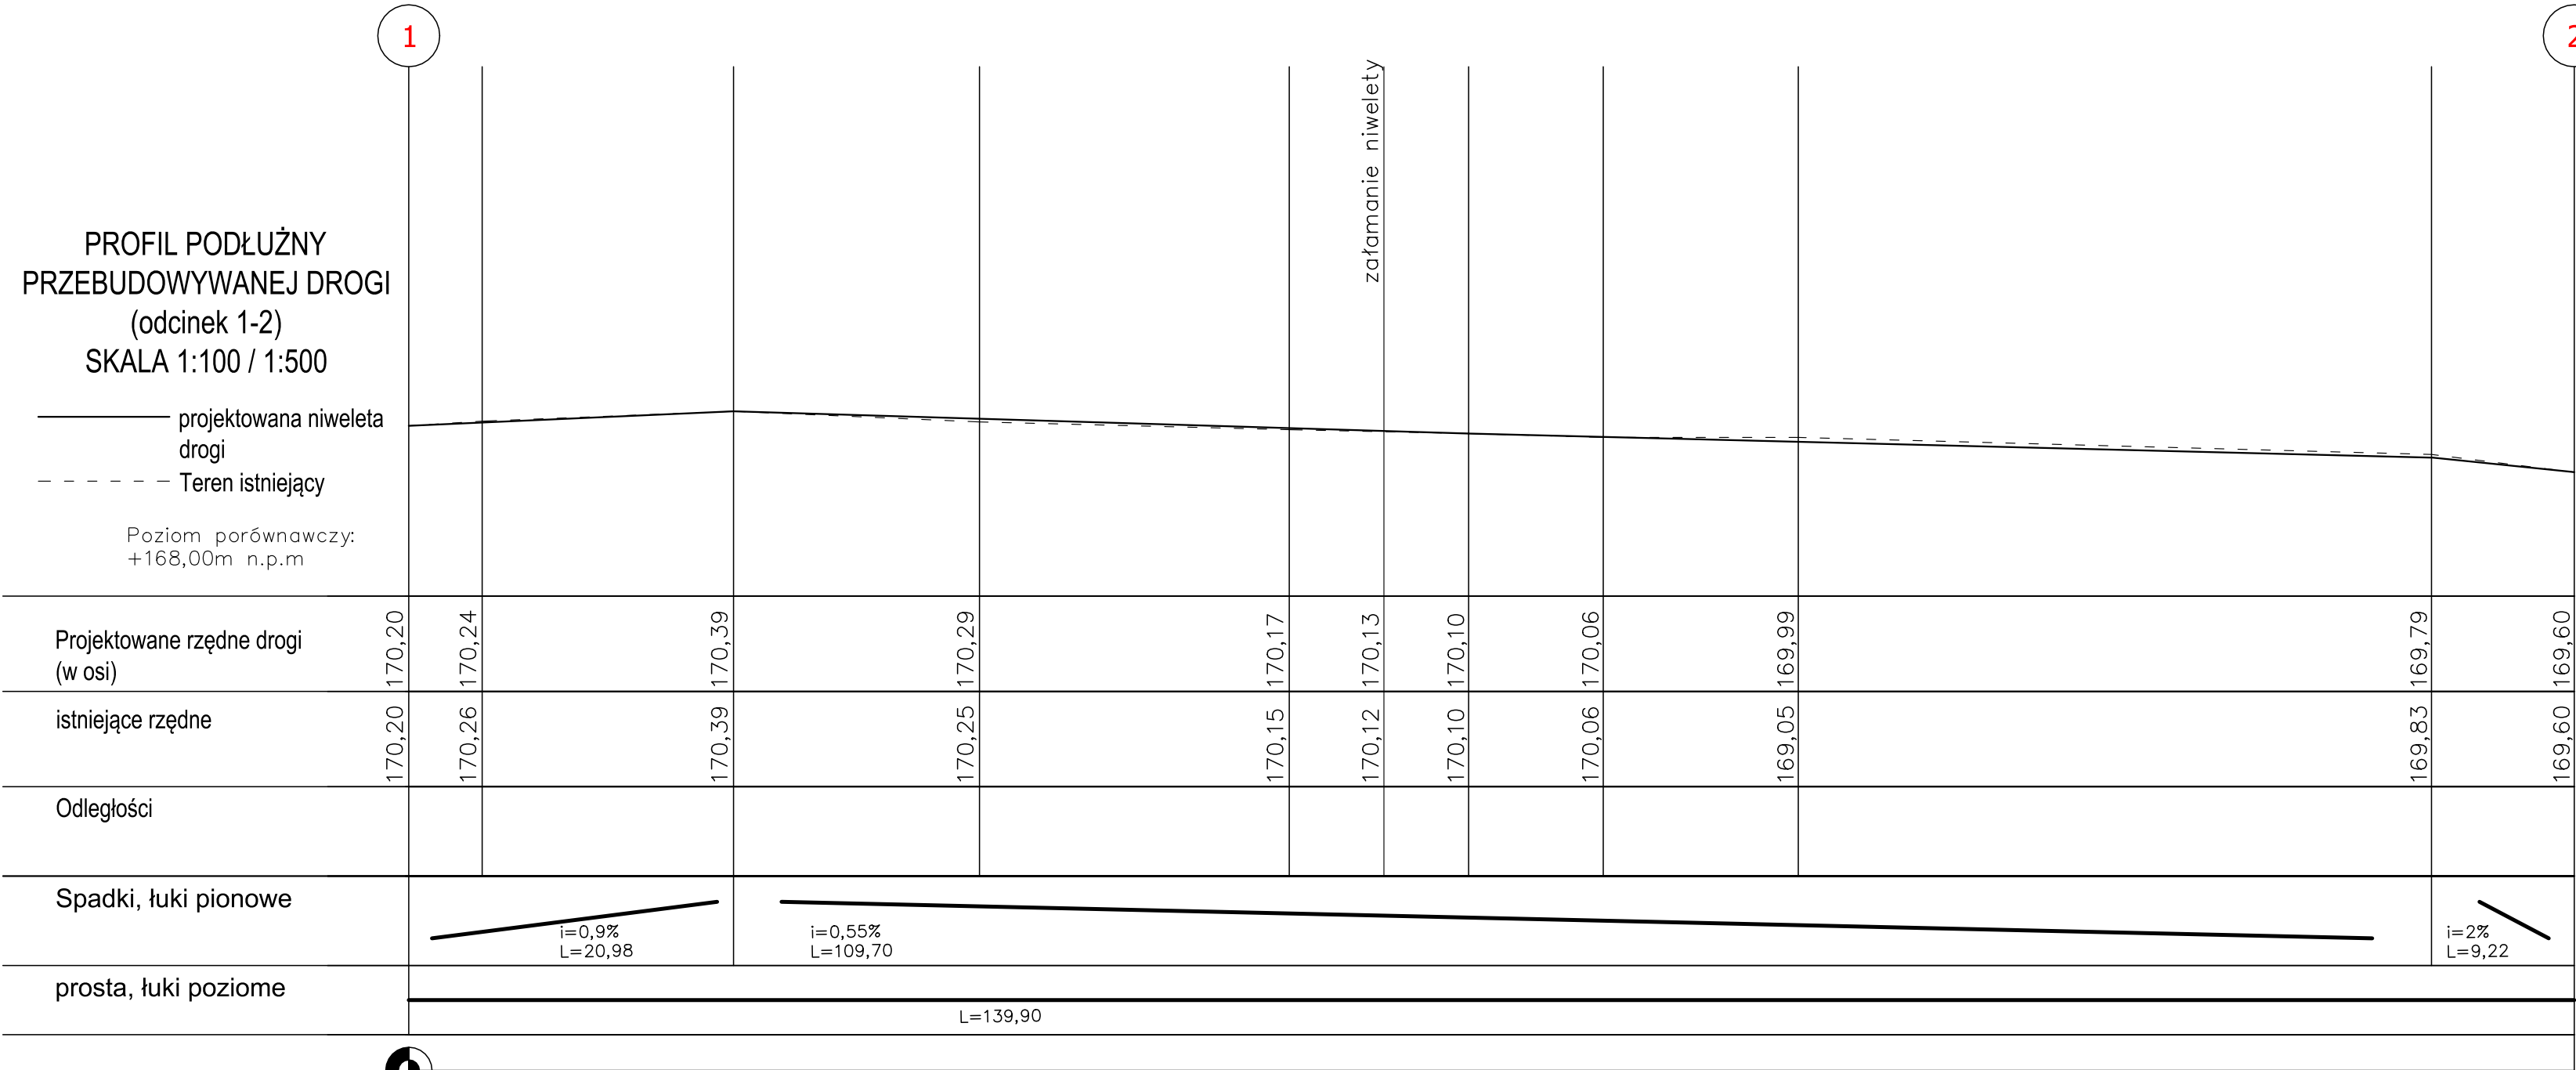 1
2
załamanie niwelety
PROFIL PODŁUŻNY
PRZEBUDOWYWANEJ DROGI
(odcinek 1-2)
SKALA 1:100 / 1:500
projektowana niweleta
drogi
Teren istniejący
Poziom porównawczy:
+168,00m n.p.m
Projektowane rzędne drogi
(w osi)
170,20 170,24 170,39 170,29 170,17 170,13 170,10 170,06 169,99 169,79 169,60
istniejące rzędne
170,20 170,26 170,39 170,25 170,15 170,12 170,10 170,06 169,05 169,83 169,60
Odległości
Spadki, łuki pionowe
i=0,9%
L=20,98
i=0,55%
L=109,70
i=2%
L=9,22
prosta, łuki poziome
L=139,90